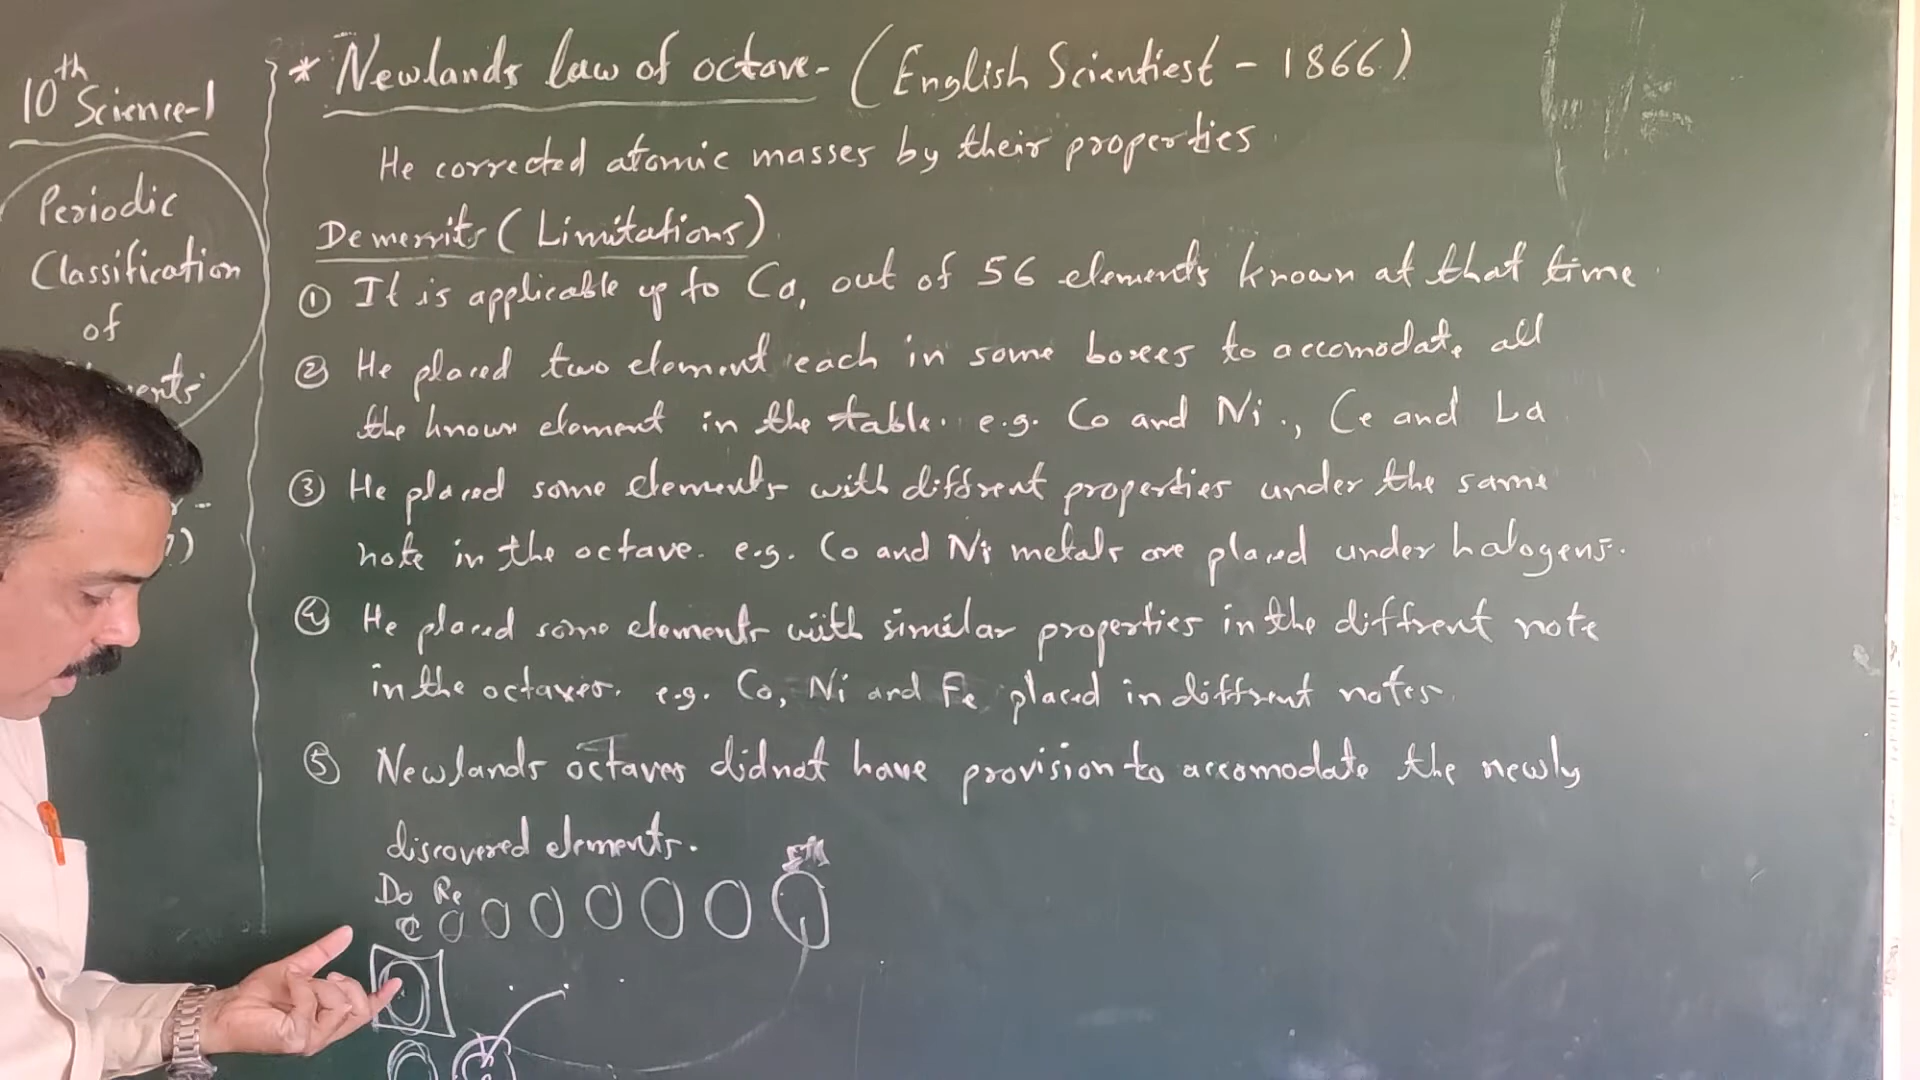 10th
Science-1
Periodic
Classification
of
* Newlands law of octave - (English Scientiest - 1866)
He corrected atomic masses by their properties
Demerrits (Limitations)
① It is applicable up to Ca, out of 56 elements known at that time.
② He placed two element each in some boxes to accomodate all
the known element in the table. e.g. Co and Ni., Ce and La
③ He placed some elements with diffrent properties under the same
note in the octave. e.g. Co and Ni metals are placed under halogens.
④ He placed some elements with similar properties in the diffrent note
in the octaves. e.g. Co, Ni and Fe placed in diffrent notes.
⑤ Newlands octaves didnot have provision to accomodate the newly
discovered elements.
Do Re